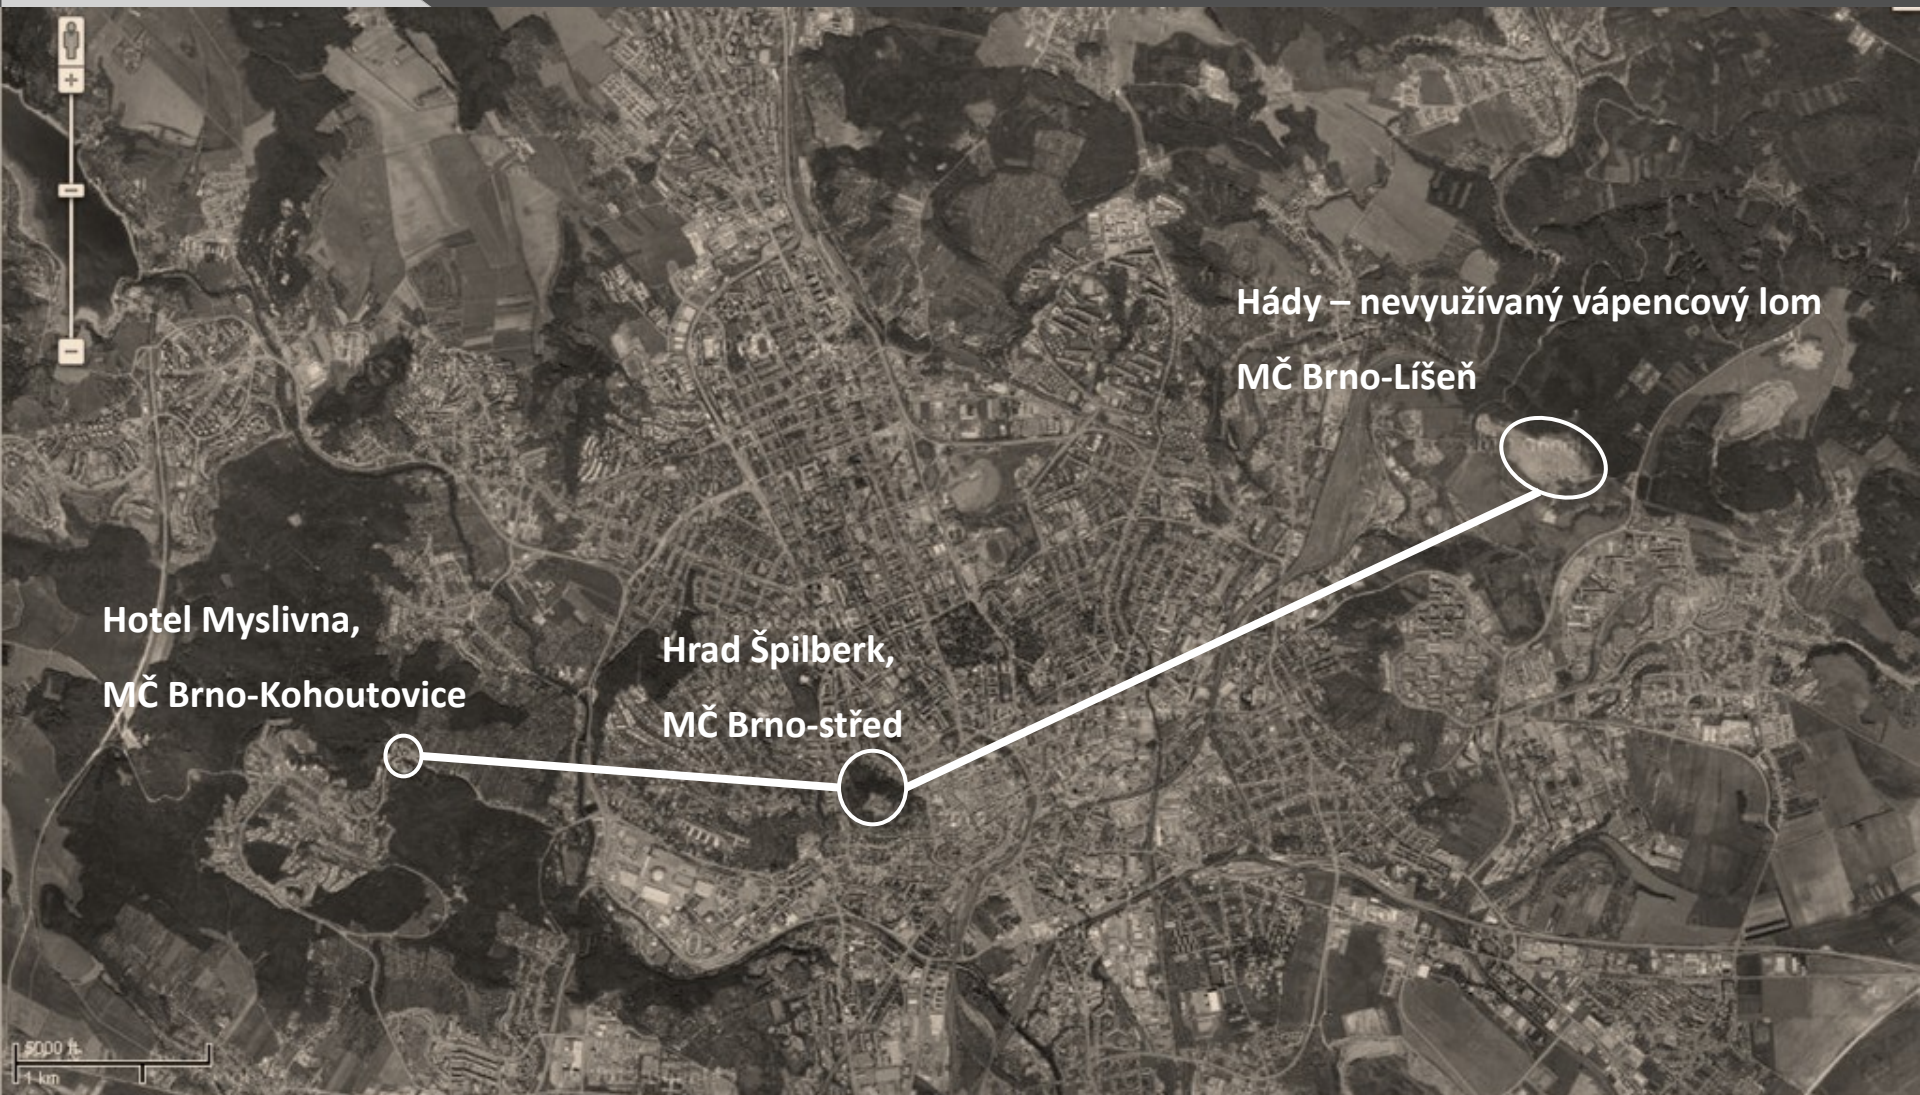 Hády – nevyužívaný vápencový lom
MČ Brno-Líšeň
Hotel Myslivna,
MČ Brno-Kohoutovice
Hrad Špilberk,
MČ Brno-střed
5000 ft
1 km